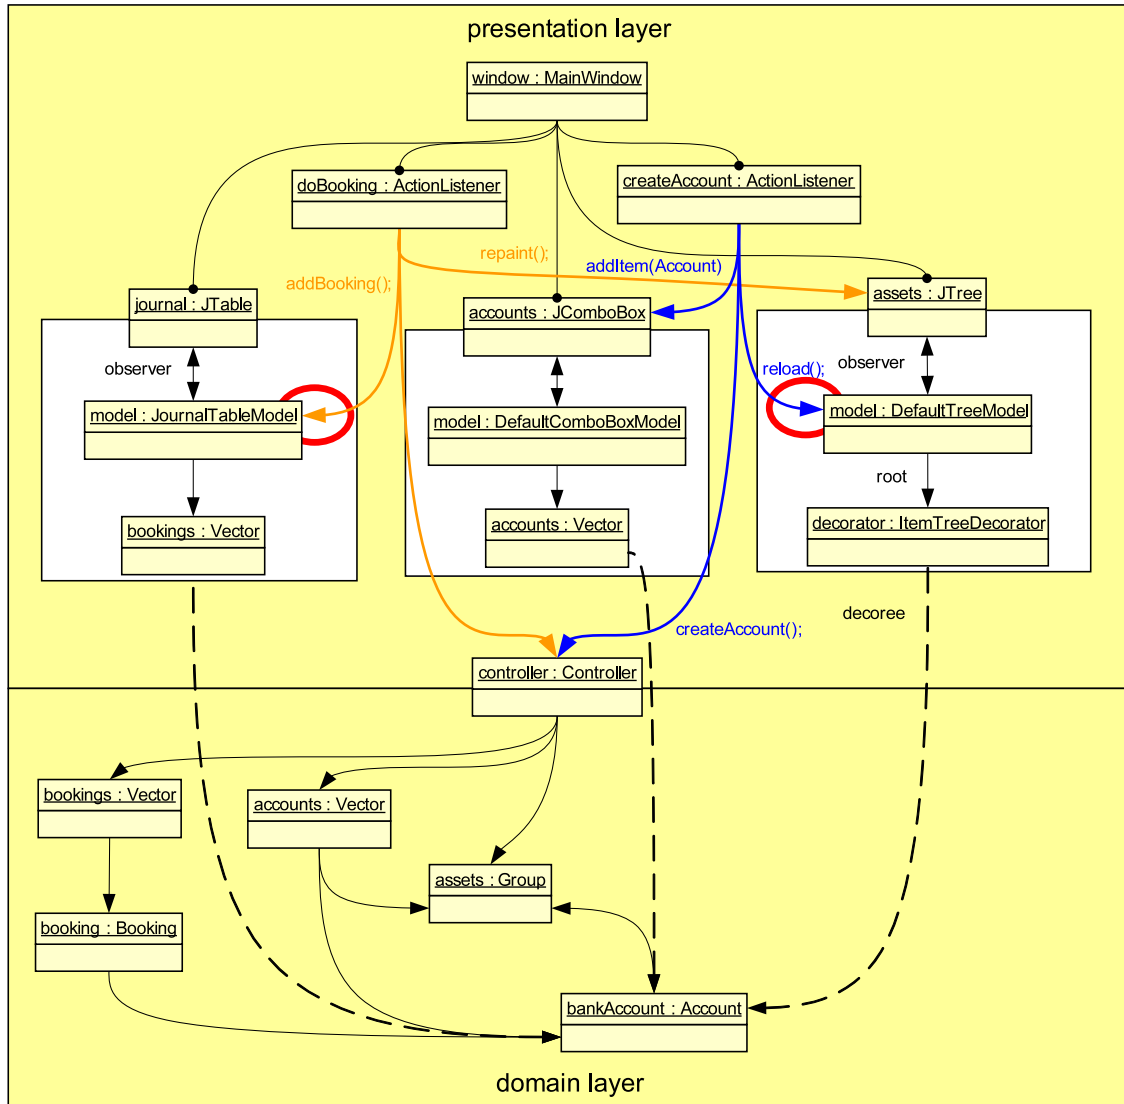 presentation layer
window : MainWindow
doBooking : ActionListener
createAccount : ActionListener
repaint();
addItem(Account)
addBooking();
journal : JTable
accounts : JComboBox
assets : JTree
observer
observer
reload();
model : JournalTableModel
model : DefaultComboBoxModel
model : DefaultTreeModel
root
bookings : Vector
accounts : Vector
decorator : ItemTreeDecorator
decoree
createAccount();
controller : Controller
bookings : Vector
accounts : Vector
assets : Group
booking : Booking
bankAccount : Account
domain layer